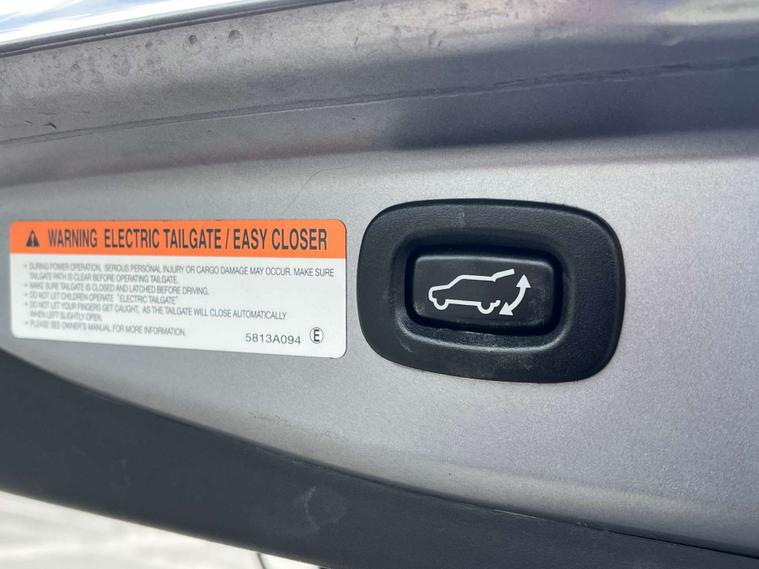 WARNING ELECTRIC TAILGATE / EASY CLOSER
• DURING POWER OPERATION, SERIOUS PERSONAL INJURY OR CARGO DAMAGE MAY OCCUR. MAKE SURE
TAILGATE PATH IS CLEAR BEFORE OPERATING TAILGATE.
• MAKE SURE TAILGATE IS CLOSED AND LATCHED BEFORE DRIVING.
• DO NOT LET CHILDREN OPERATE "ELECTRIC TAILGATE"
• DO NOT LET YOUR FINGERS GET CAUGHT, AS THE TAILGATE WILL CLOSE AUTOMATICALLY
WHEN LEFT SLIGHTLY OPEN.
• PLEASE SEE OWNER'S MANUAL FOR MORE INFORMATION.
5813A094 Ⓔ